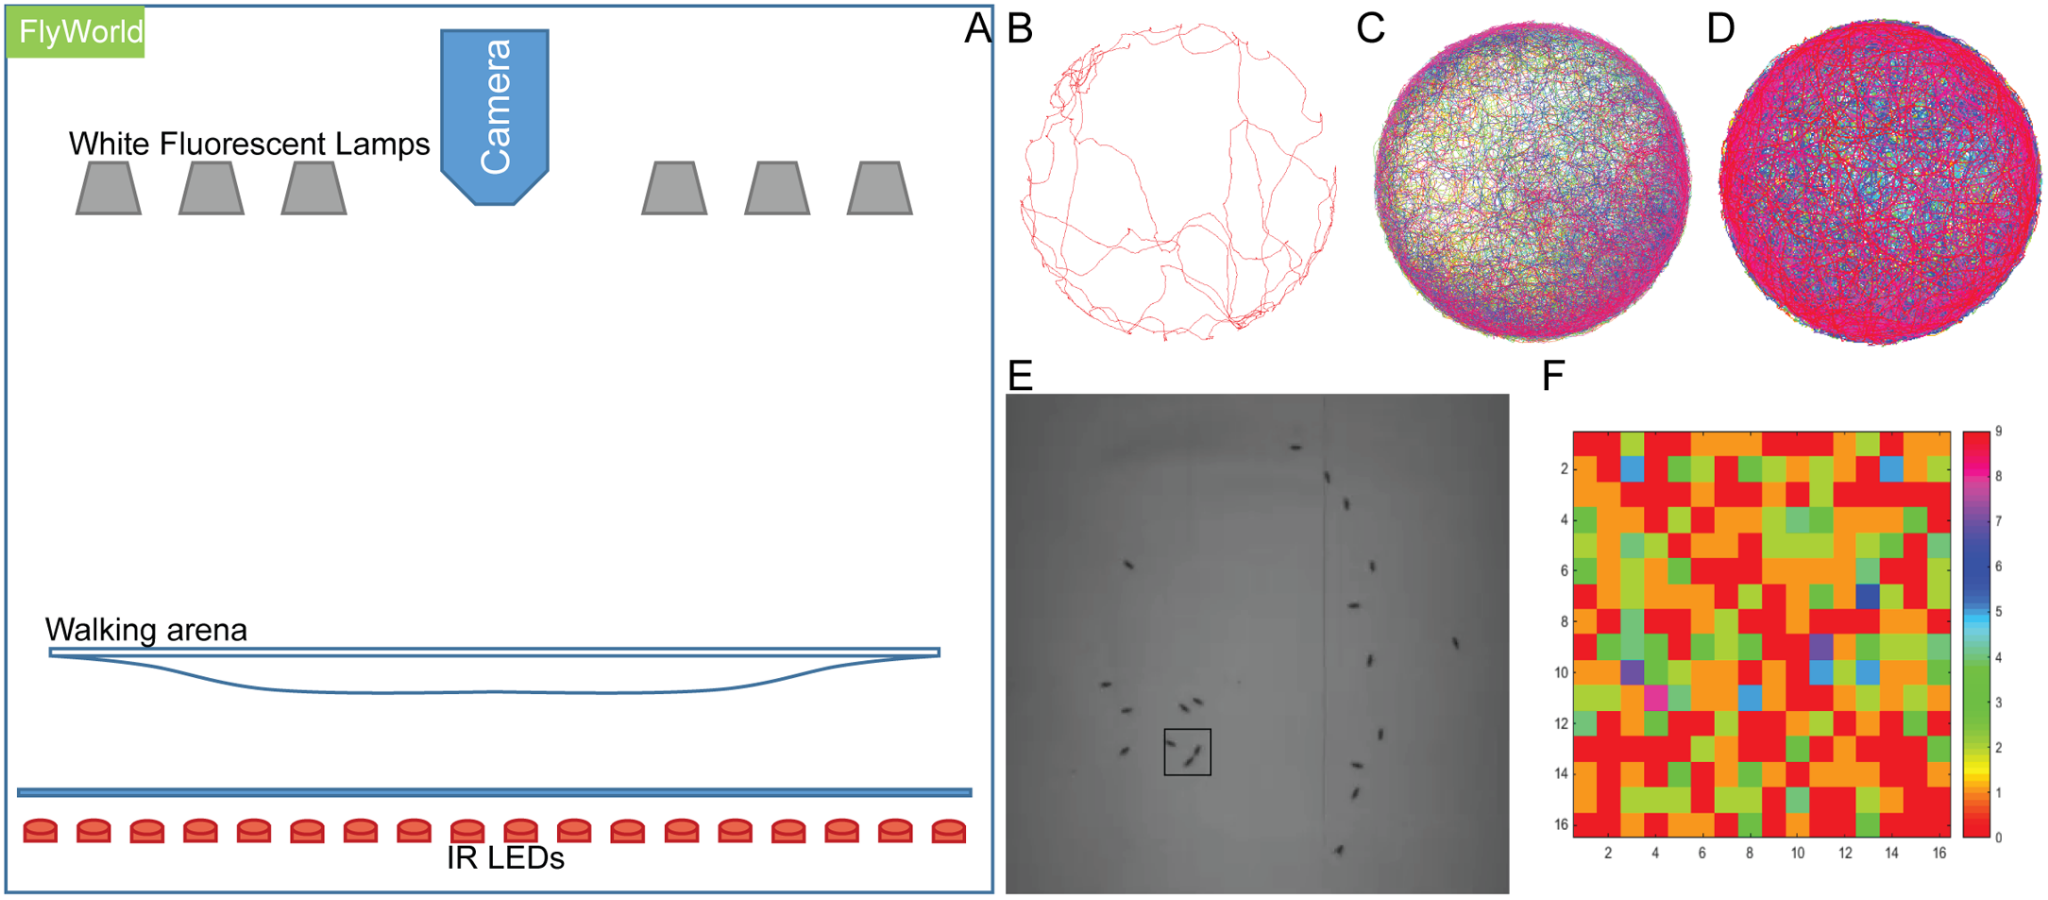 FlyWorld
A
Camera
White Fluorescent Lamps
Walking arena
IR LEDs
B
C
D
E
F
2
4
6
8
10
12
14
16
2 4 6 8 10 12 14 16
9
8
7
6
5
4
3
2
1
0